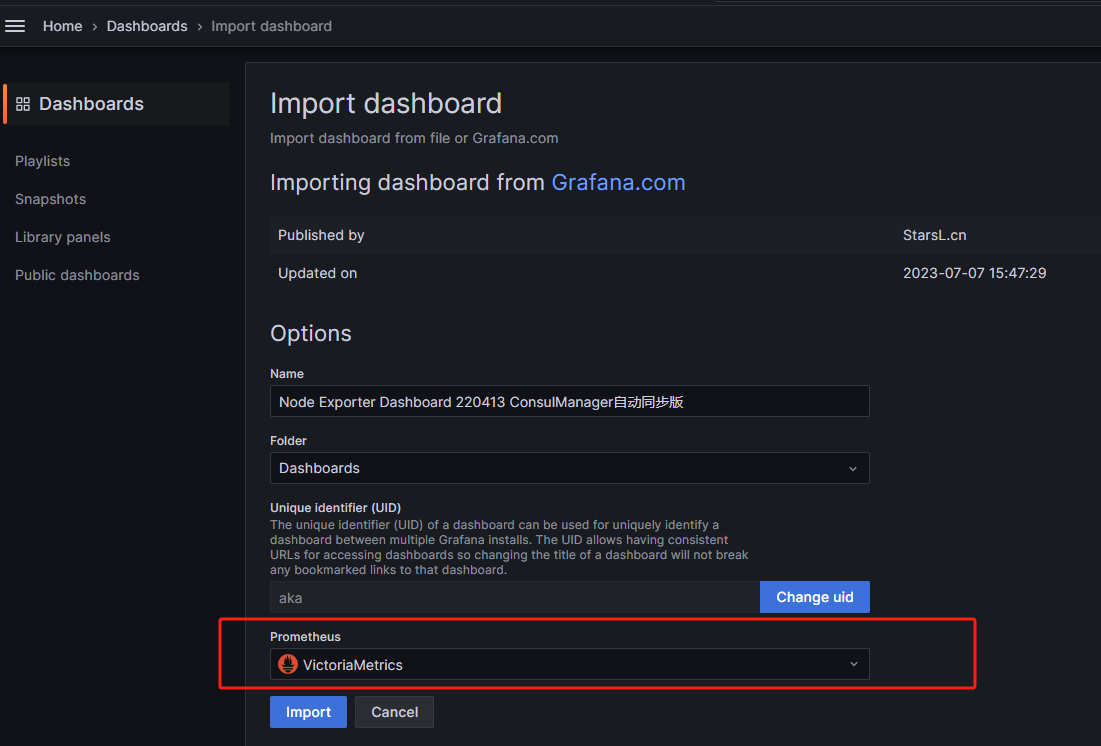 Home › Dashboards › Import dashboard
Dashboards
Playlists
Snapshots
Library panels
Public dashboards
Import dashboard
Import dashboard from file or Grafana.com
Importing dashboard from Grafana.com
Published by StarsL.cn
Updated on 2023-07-07 15:47:29
Options
Name
Node Exporter Dashboard 220413 ConsulManager自动同步版
Folder
Dashboards
Unique identifier (UID)
The unique identifier (UID) of a dashboard can be used for uniquely identify a
dashboard between multiple Grafana installs. The UID allows having consistent
URLs for accessing dashboards so changing the title of a dashboard will not break
any bookmarked links to that dashboard.
aka Change uid
Prometheus
VictoriaMetrics
Import Cancel